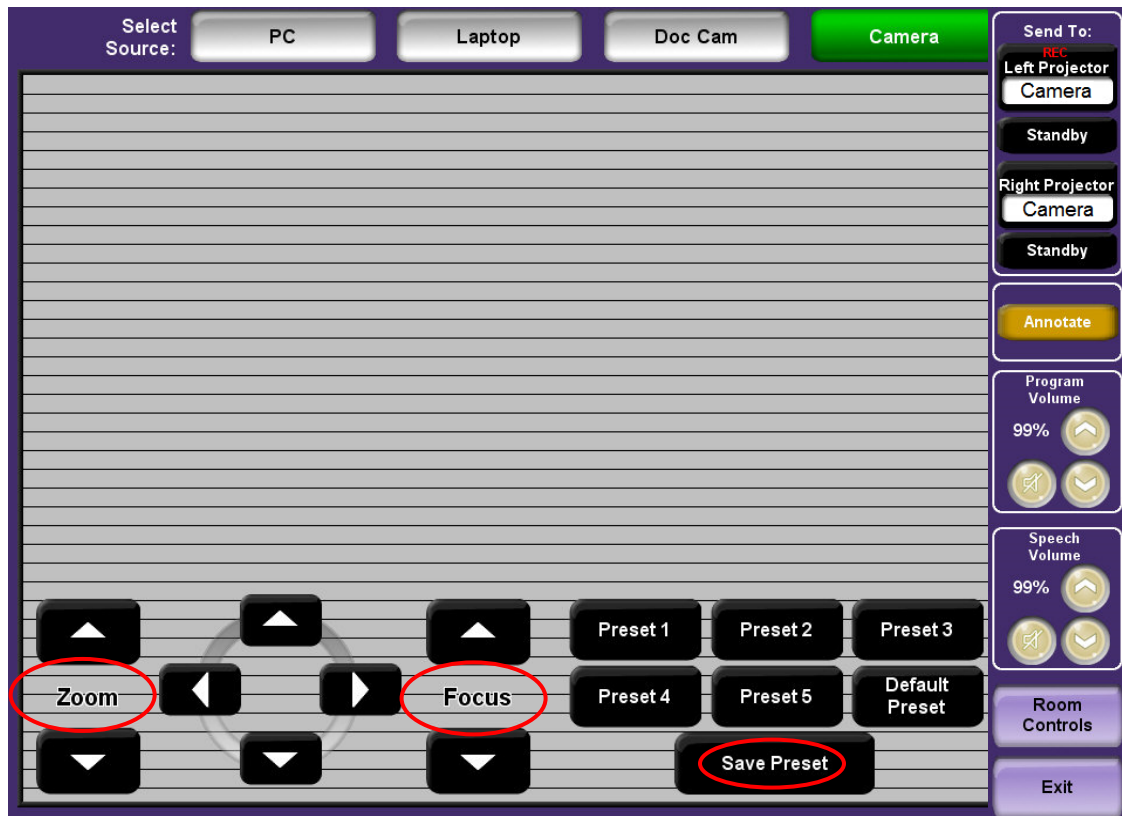 Select
Source:
PC
Laptop
Doc Cam
Camera
Send To:
REC
Left Projector
Camera
Standby
Right Projector
Camera
Standby
Annotate
Program
Volume
99%
Speech
Volume
99%
Preset 1
Preset 2
Preset 3
Zoom
Focus
Preset 4
Preset 5
Default
Preset
Save Preset
Room
Controls
Exit